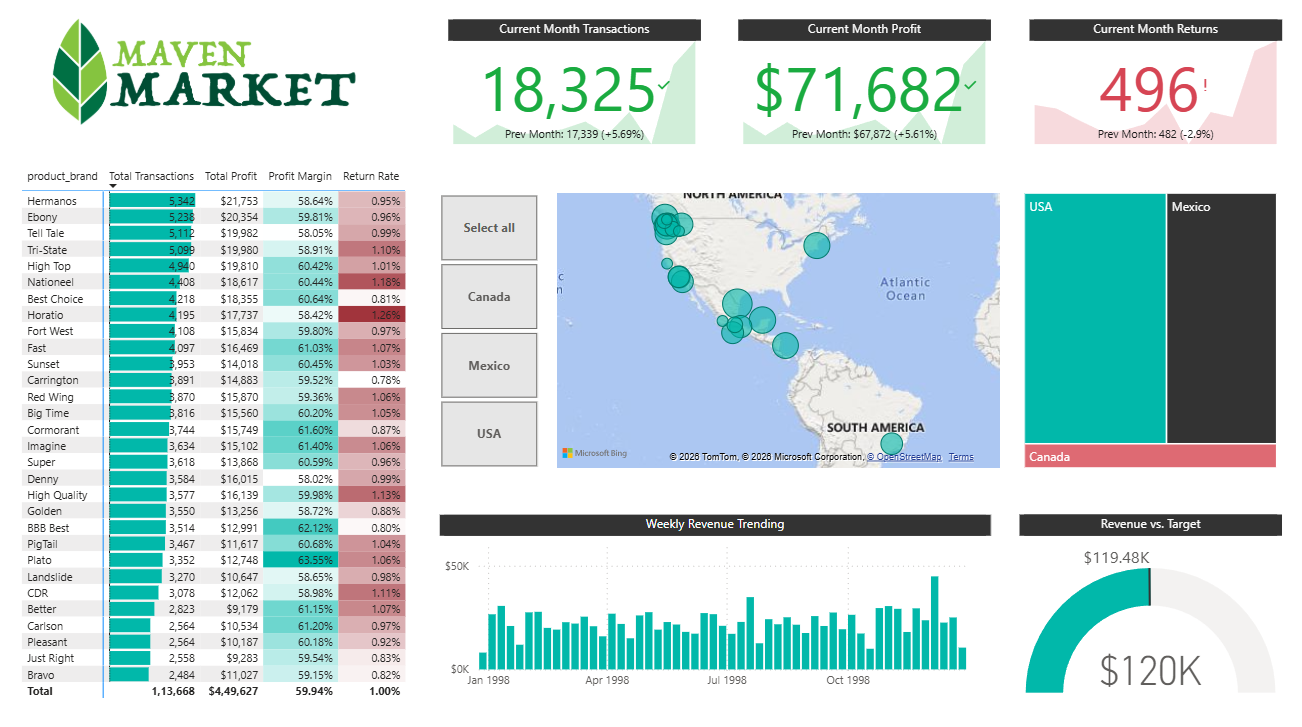 MAVEN
MARKET
Current Month Transactions
18,325
Prev Month: 17,339 (+5.69%)
Current Month Profit
$71,682
Prev Month: $67,872 (+5.61%)
Current Month Returns
496!
Prev Month: 482 (-2.9%)
product_brand Total Transactions Total Profit Profit Margin Return Rate
Hermanos 5,342 $21,753 58.64% 0.95%
Ebony 5,238 $20,354 59.81% 0.96%
Tell Tale 5,112 $19,982 58.05% 0.99%
Tri-State 5,099 $19,980 58.91% 1.10%
High Top 4,940 $19,810 60.42% 1.01%
Nationeel 4,408 $18,617 60.44% 1.18%
Best Choice 4,218 $18,355 60.64% 0.81%
Horatio 4,195 $17,737 58.42% 1.26%
Fort West 4,108 $15,834 59.80% 0.97%
Fast 4,097 $16,469 61.03% 1.07%
Sunset 3,953 $14,018 60.45% 1.03%
Carrington 3,891 $14,883 59.52% 0.78%
Red Wing 3,870 $15,870 59.36% 1.06%
Big Time 3,816 $15,560 60.20% 1.05%
Cormorant 3,744 $15,749 61.60% 0.87%
Imagine 3,634 $15,102 61.40% 1.06%
Super 3,618 $13,868 60.59% 0.96%
Denny 3,584 $16,015 58.02% 0.99%
High Quality 3,577 $16,139 59.98% 1.13%
Golden 3,550 $13,256 58.72% 0.88%
BBB Best 3,514 $12,991 62.12% 0.80%
PigTail 3,467 $11,617 60.68% 1.04%
Plato 3,352 $12,748 63.55% 1.06%
Landslide 3,270 $10,647 58.65% 0.98%
CDR 3,078 $12,062 58.98% 1.11%
Better 2,823 $9,179 61.15% 1.07%
Carlson 2,564 $10,534 61.20% 0.97%
Pleasant 2,564 $10,187 60.18% 0.92%
Just Right 2,558 $9,283 59.54% 0.83%
Bravo 2,484 $11,027 59.15% 0.82%
Total 1,13,668 $4,49,627 59.94% 1.00%
Select all
Canada
Mexico
USA
NORTH AMERICA
Atlantic
Ocean
SOUTH AMERICA
Microsoft Bing
© 2026 TomTom, © 2026 Microsoft Corporation, © OpenStreetMap Terms
USA
Mexico
Canada
Weekly Revenue Trending
$50K
$0K
Jan 1998 Apr 1998 Jul 1998 Oct 1998
Revenue vs. Target
$119.48K
$120K